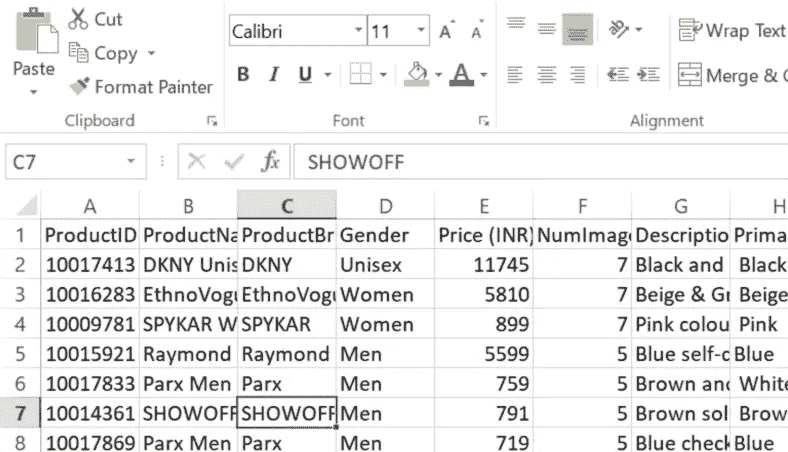 Cut
Copy
Paste
Format Painter
Clipboard
Calibri 11 A A
B I U A
Font
Wrap Text
Merge & C
Alignment
C7 fx SHOWOFF
A B C D E F G H
1 ProductID ProductNa ProductBr Gender Price (INR) NumImage Descriptio Prima
2 10017413 DKNY Unis DKNY Unisex 11745 7 Black and Black
3 10016283 EthnoVogu EthnoVogu Women 5810 7 Beige & Gr Beige
4 10009781 SPYKAR W SPYKAR Women 899 7 Pink colou Pink
5 10015921 Raymond Raymond Men 5599 5 Blue self-d Blue
6 10017833 Parx Men Parx Men 759 5 Brown and White
7 10014361 SHOWOFF SHOWOFF Men 791 5 Brown sol Brow
8 10017869 Parx Men Parx Men 719 5 Blue check Blue